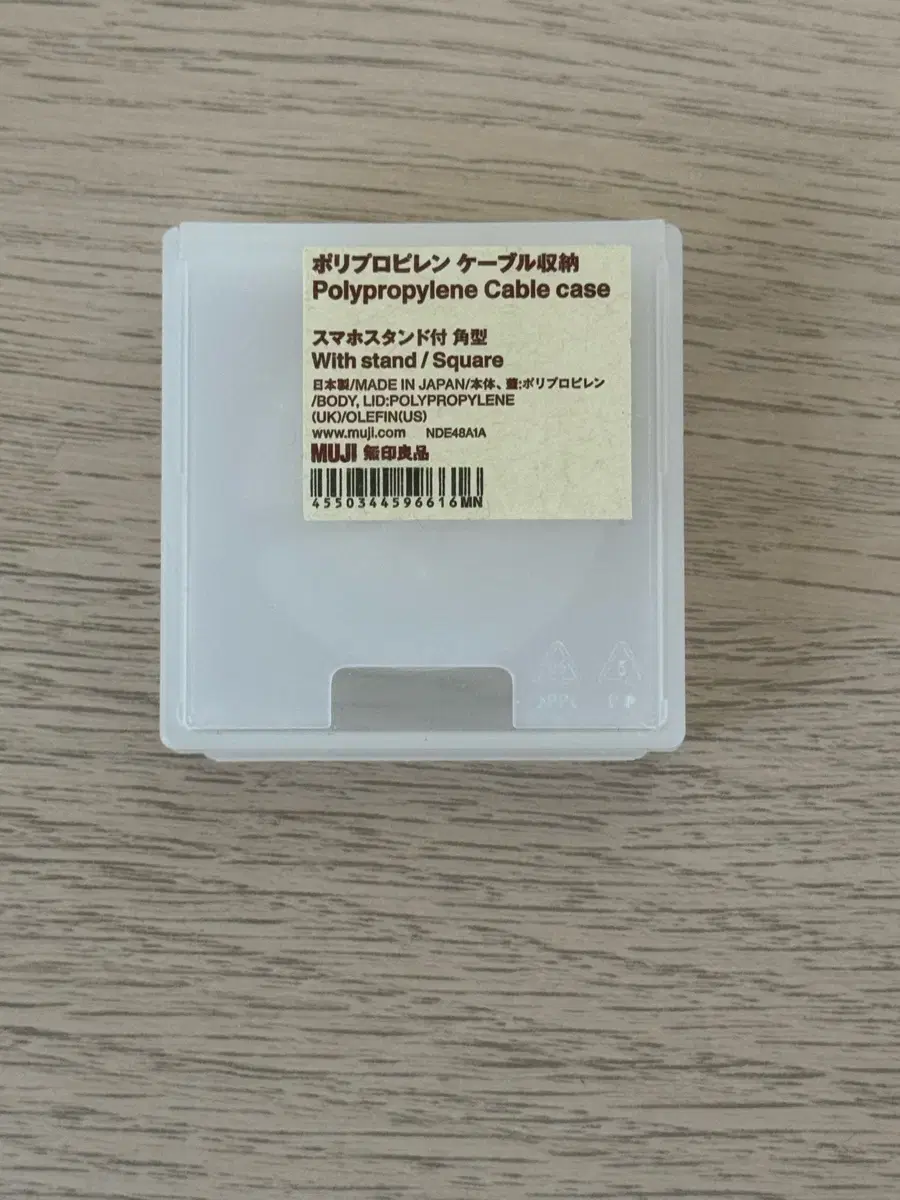 ポリプロピレン ケーブル収納
Polypropylene Cable case
スマホスタンド付 角型
With stand / Square
日本製/MADE IN JAPAN/本体、蓋:ポリプロピレン
/BODY, LID:POLYPROPYLENE
(UK)/OLEFIN(US)
www.muji.com NDE48A1A
MUJI 無印良品
4550344596616MN
5
PP PP